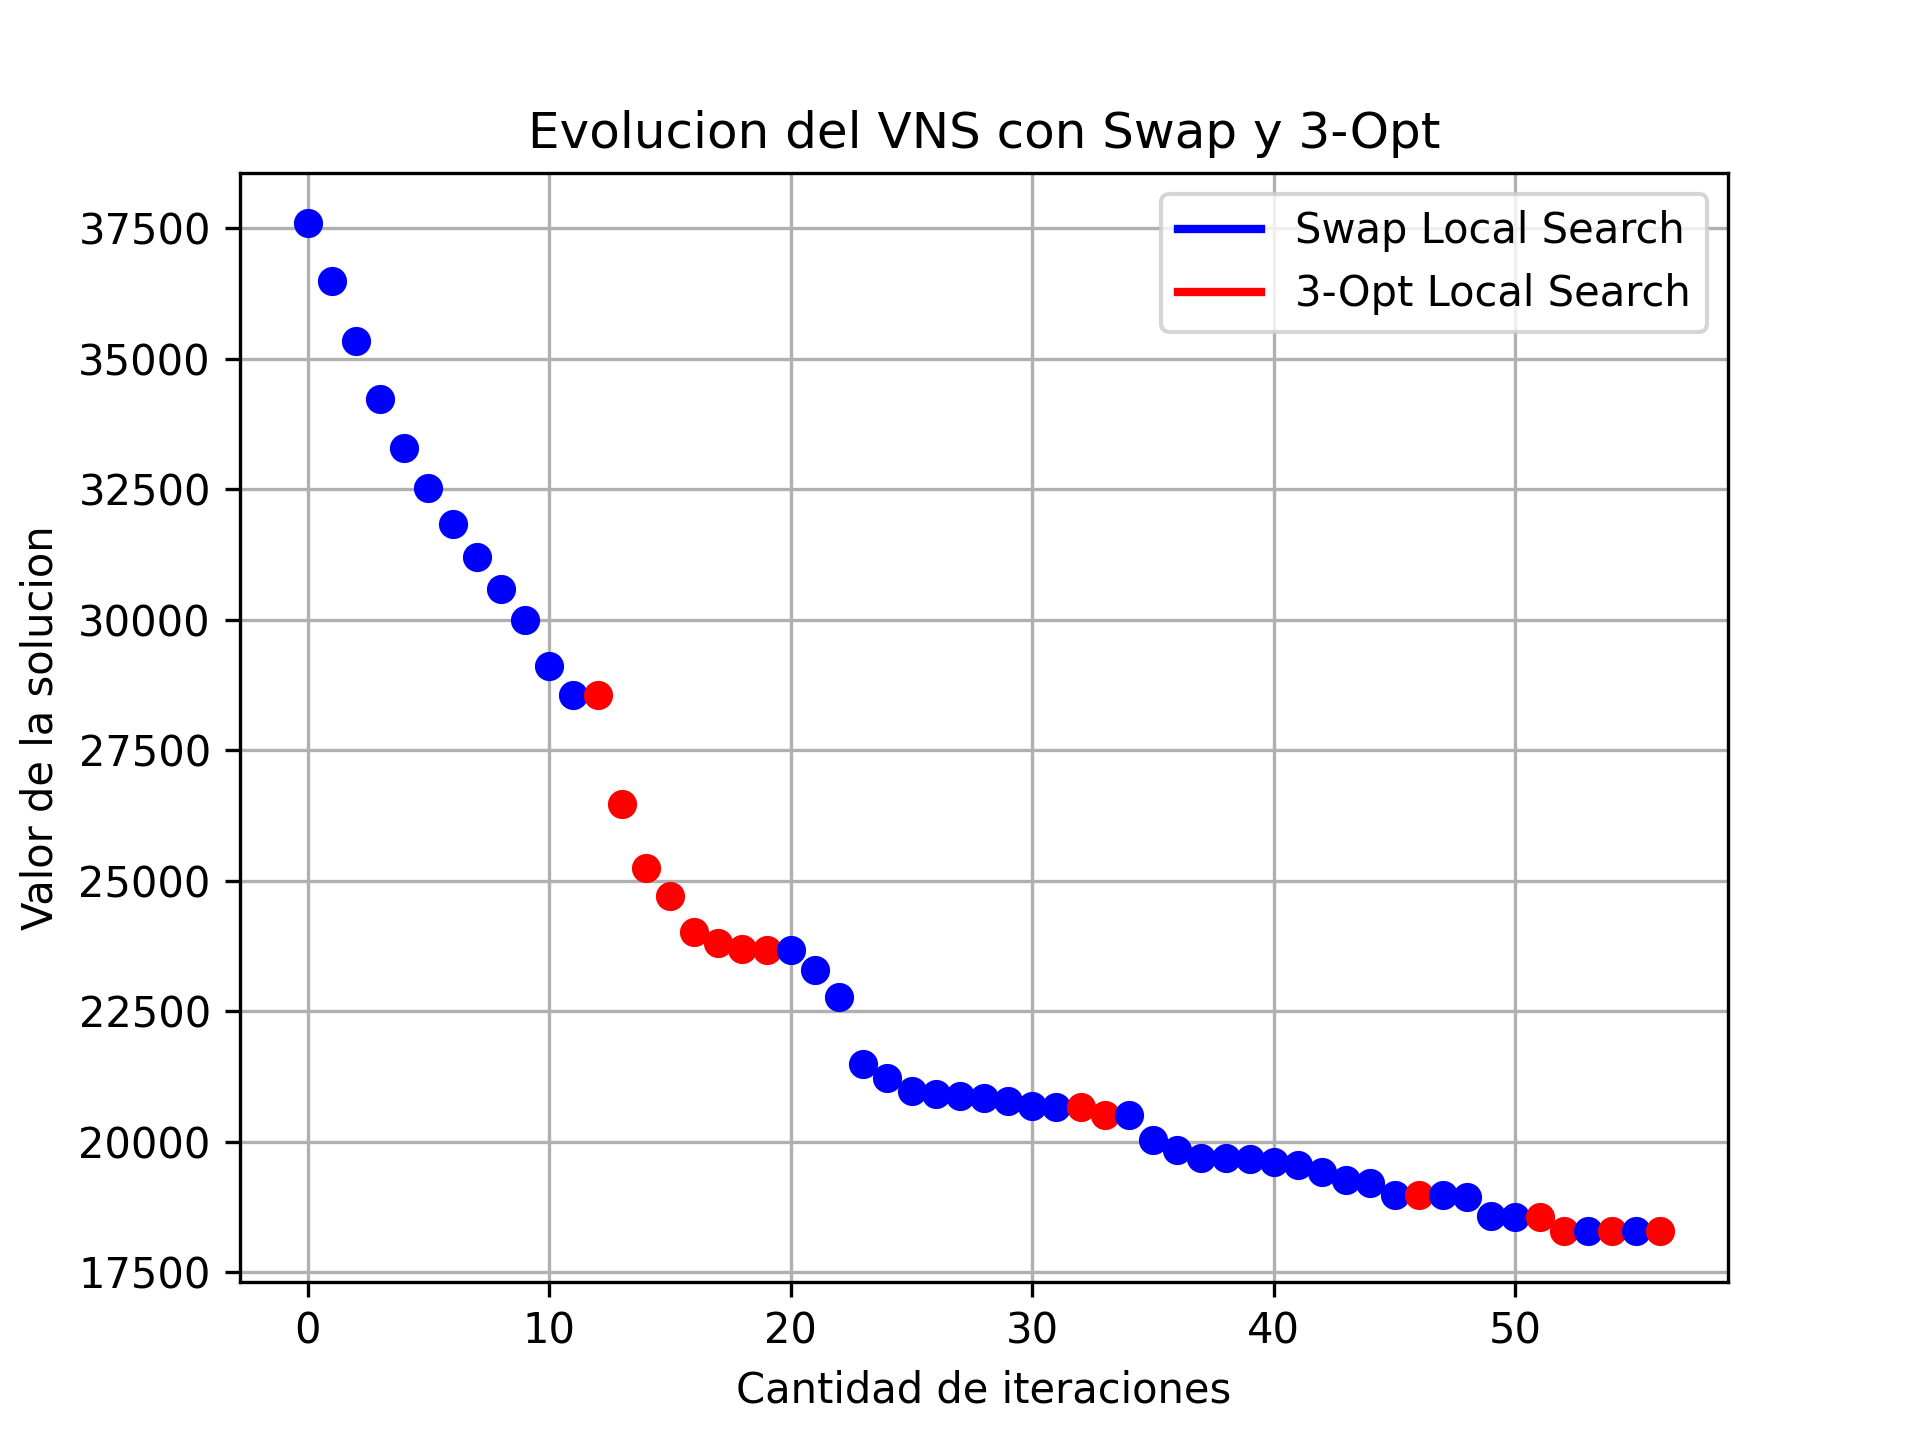 Evolucion del VNS con Swap y 3-Opt
Swap Local Search
3-Opt Local Search
Valor de la solucion
37500
35000
32500
30000
27500
25000
22500
20000
17500
0 10 20 30 40 50
Cantidad de iteraciones